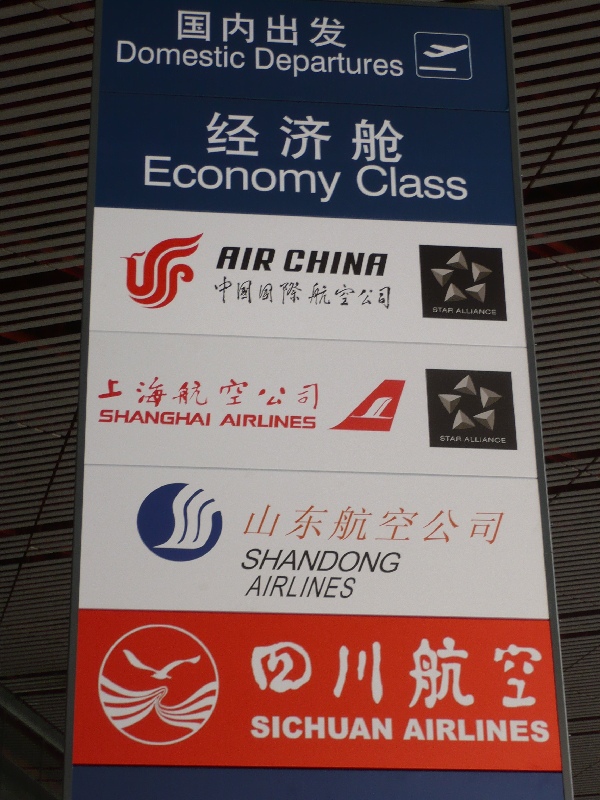 国内出发
Domestic Departures
经济舱
Economy Class
AIR CHINA
中国国际航空公司
STAR ALLIANCE
上海航空公司
SHANGHAI AIRLINES
STAR ALLIANCE
山东航空公司
SHANDONG
AIRLINES
四川航空
SICHUAN AIRLINES